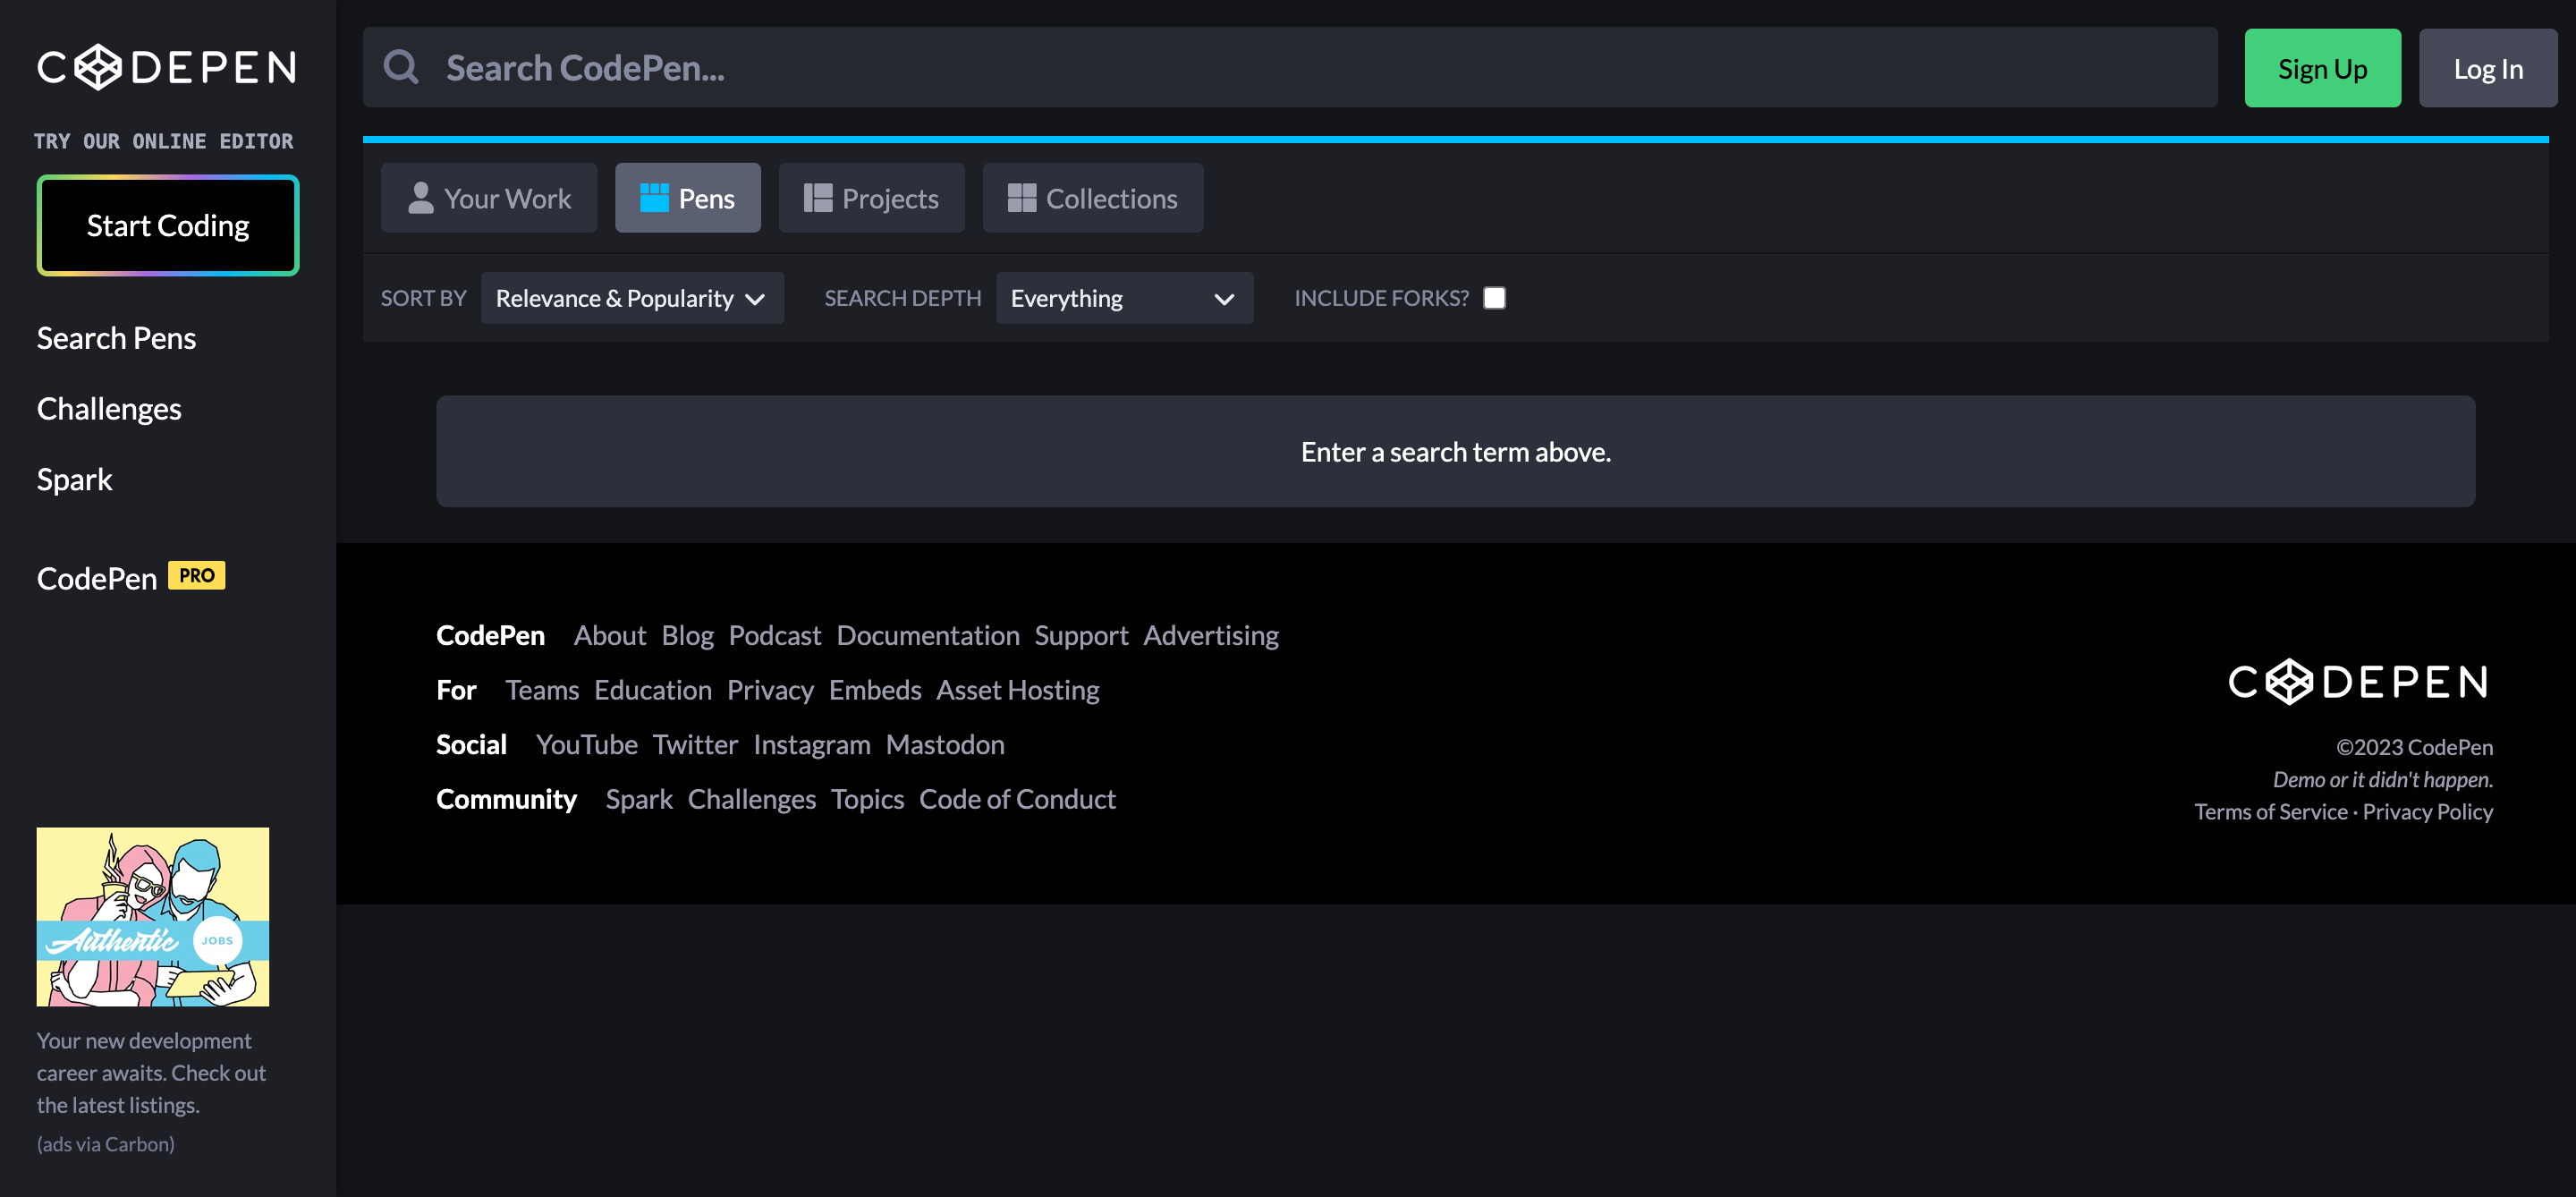 CODEPEN
TRY OUR ONLINE EDITOR
Start Coding
Search Pens
Challenges
Spark
CodePen PRO
Authentic JOBS
Your new development
career awaits. Check out
the latest listings.
(ads via Carbon)
Search CodePen...
Sign Up
Log In
Your Work
Pens
Projects
Collections
SORT BY Relevance & Popularity SEARCH DEPTH Everything INCLUDE FORKS?
Enter a search term above.
CodePen About Blog Podcast Documentation Support Advertising
For Teams Education Privacy Embeds Asset Hosting
Social YouTube Twitter Instagram Mastodon
Community Spark Challenges Topics Code of Conduct
CODEPEN
©2023 CodePen
Demo or it didn't happen.
Terms of Service · Privacy Policy